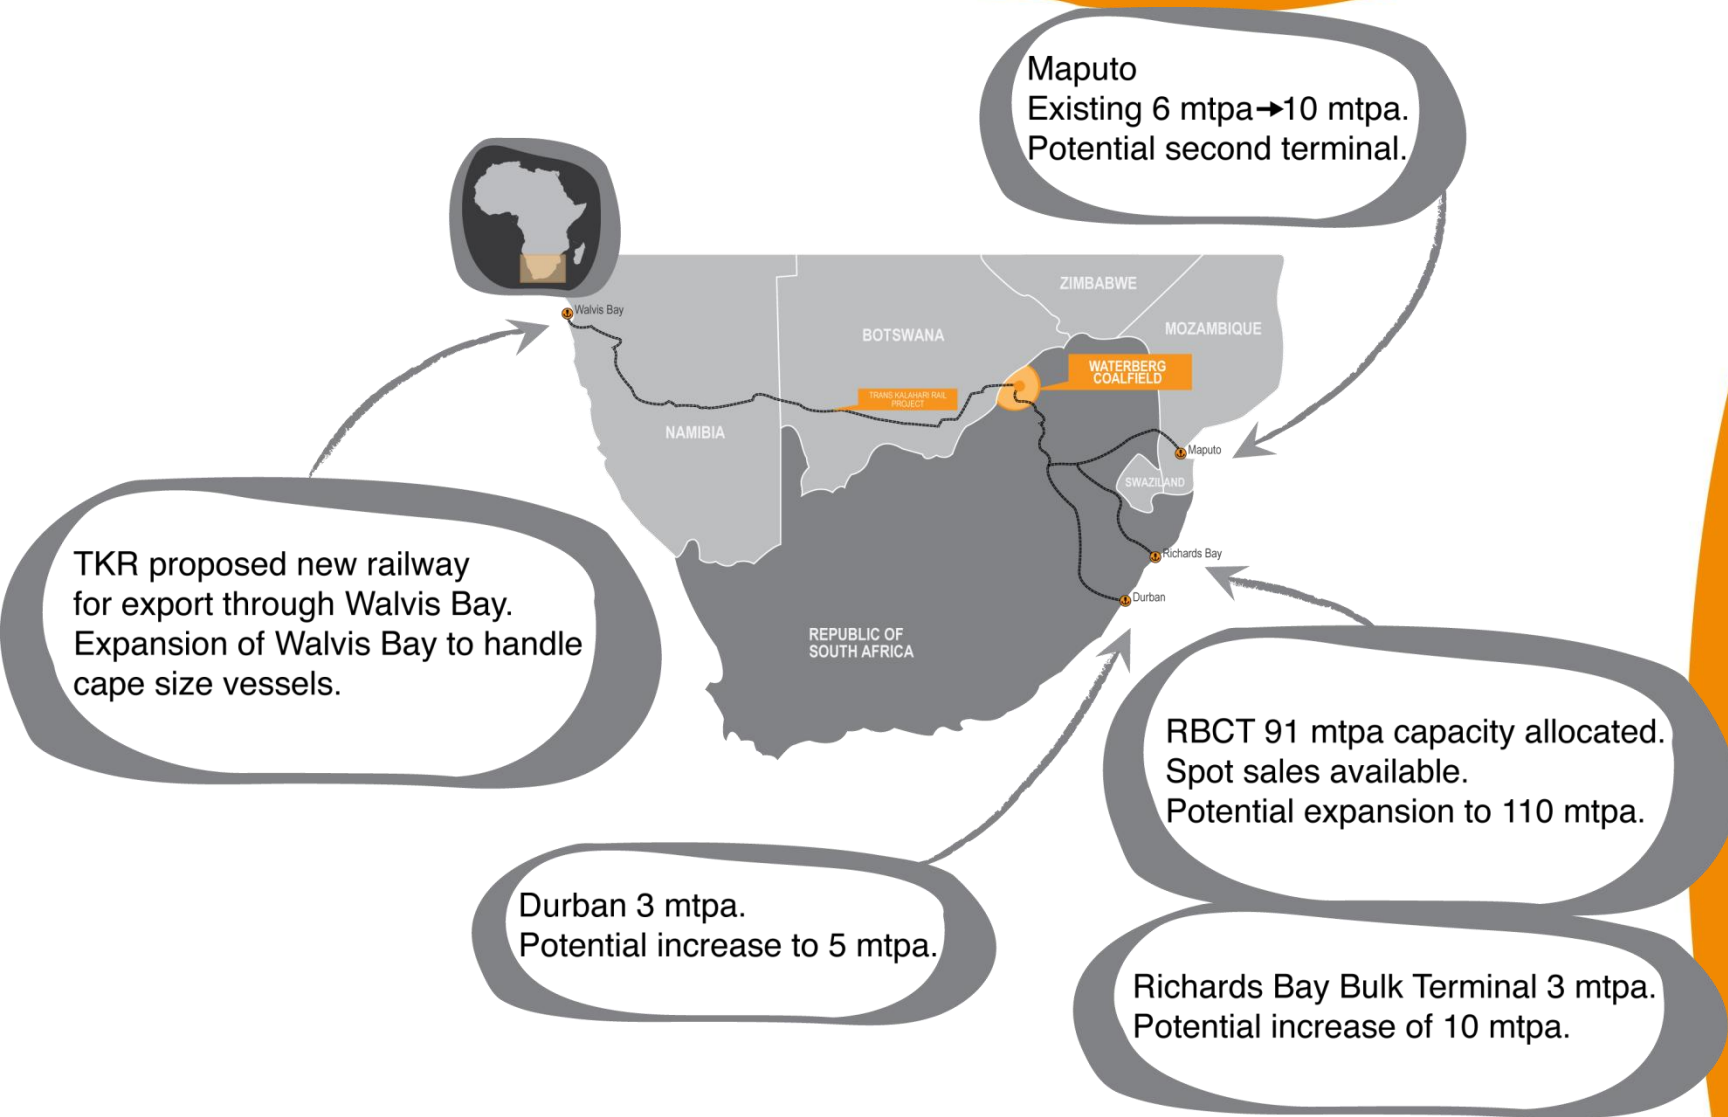 Maputo
Existing 6 mtpa→10 mtpa.
Potential second terminal.
Walvis Bay
ZIMBABWE
BOTSWANA
MOZAMBIQUE
WATERBERG
COALFIELD
TRANS KALAHARI RAIL
PROJECT
NAMIBIA
Maputo
SWAZILAND
Richards Bay
Durban
REPUBLIC OF
SOUTH AFRICA
TKR proposed new railway
for export through Walvis Bay.
Expansion of Walvis Bay to handle
cape size vessels.
RBCT 91 mtpa capacity allocated.
Spot sales available.
Potential expansion to 110 mtpa.
Durban 3 mtpa.
Potential increase to 5 mtpa.
Richards Bay Bulk Terminal 3 mtpa.
Potential increase of 10 mtpa.